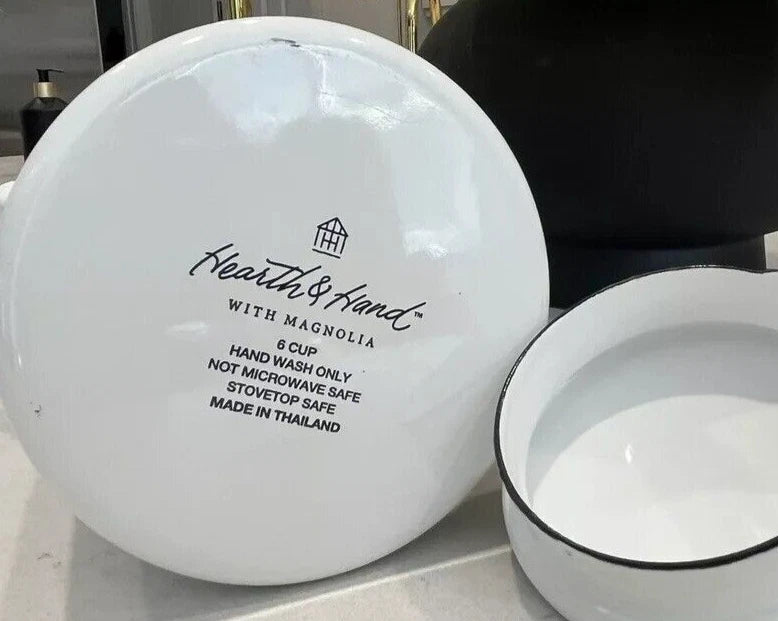 Hearth & Hand™
WITH MAGNOLIA
6 CUP
HAND WASH ONLY
NOT MICROWAVE SAFE
STOVETOP SAFE
MADE IN THAILAND